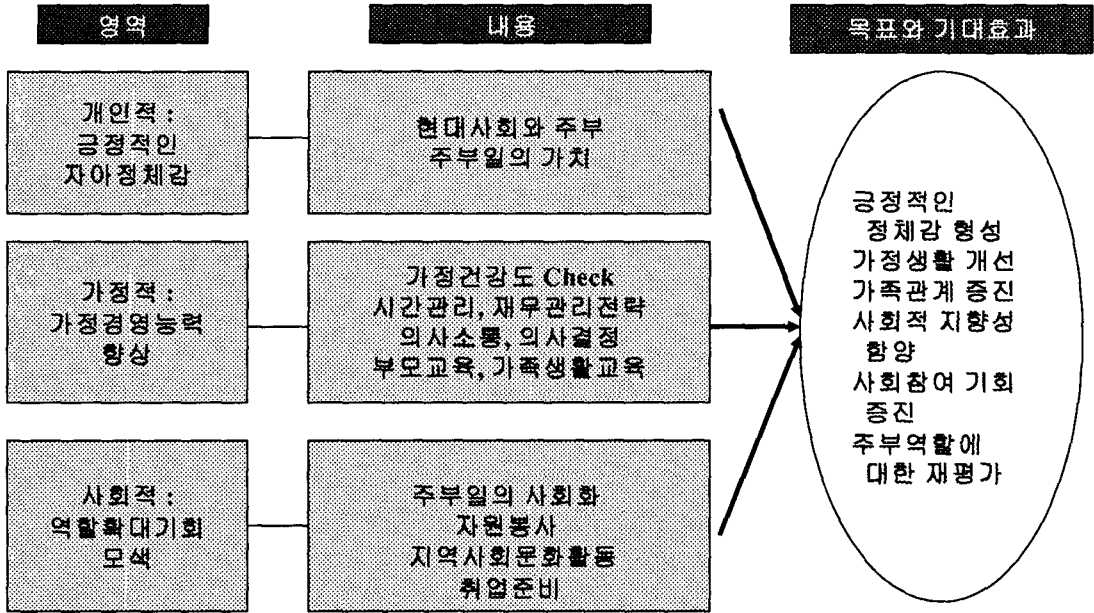 영역
내용
목표와 기대효과
개인적 :
긍정적인
자아정체감
현대사회와 주부
주부일의 가치
가정적 :
가정경영능력
향상
가정건강도 Check
시간관리, 재무관리전략
의사소통, 의사결정
부모교육, 가족생활교육
사회적 :
역할확대기회
모색
주부일의 사회화
자원봉사
지역사회문화활동
취업준비
긍정적인
정체감 형성
가정생활 개선
가족관계 증진
사회적 지향성
함양
사회참여 기회
증진
주부역할에
대한 재평가